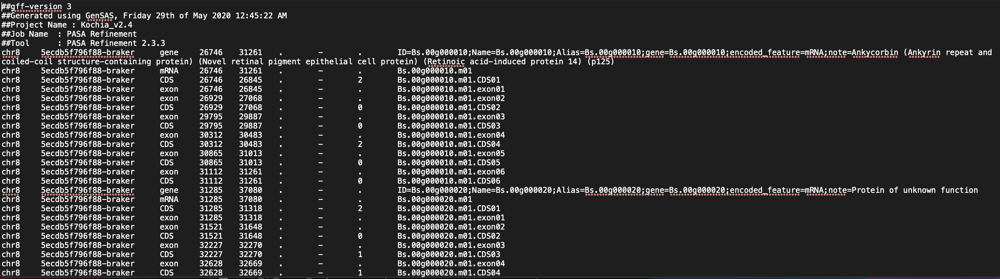 ##gff-version 3
##Generated using GenSAS, Friday 29th of May 2020 12:45:22 AM
##Project Name : Kochia_v2.4
##Job Name  : PASA Refinement
##Tool      : PASA Refinement 2.3.3
chr8 5ecdb5f796f88-braker gene 26746 31261 . – . ID=Bs.00g000010;Name=Bs.00g000010;Alias=Bs.00g000010;gene=Bs.00g000010;encoded_feature=mRNA;note=Ankycorbin (Ankyrin repeat and
coiled-coil structure-containing protein) (Novel retinal pigment epithelial cell protein) (Retinoic acid-induced protein 14) (p125)
chr8 5ecdb5f796f88-braker mRNA 26746 31261 . – . Bs.00g000010.m01
chr8 5ecdb5f796f88-braker CDS 26746 26845 . – 2 Bs.00g000010.m01.CDS01
chr8 5ecdb5f796f88-braker exon 26746 26845 . – . Bs.00g000010.m01.exon01
chr8 5ecdb5f796f88-braker exon 26929 27068 . – . Bs.00g000010.m01.exon02
chr8 5ecdb5f796f88-braker CDS 26929 27068 . – 0 Bs.00g000010.m01.CDS02
chr8 5ecdb5f796f88-braker exon 29795 29887 . – . Bs.00g000010.m01.exon03
chr8 5ecdb5f796f88-braker CDS 29795 29887 . – 0 Bs.00g000010.m01.CDS03
chr8 5ecdb5f796f88-braker exon 30312 30483 . – . Bs.00g000010.m01.exon04
chr8 5ecdb5f796f88-braker CDS 30312 30483 . – 2 Bs.00g000010.m01.CDS04
chr8 5ecdb5f796f88-braker exon 30865 31013 . – . Bs.00g000010.m01.exon05
chr8 5ecdb5f796f88-braker CDS 30865 31013 . – 0 Bs.00g000010.m01.CDS05
chr8 5ecdb5f796f88-braker exon 31112 31261 . – . Bs.00g000010.m01.exon06
chr8 5ecdb5f796f88-braker CDS 31112 31261 . – 0 Bs.00g000010.m01.CDS06
chr8 5ecdb5f796f88-braker gene 31285 37080 . – . ID=Bs.00g000020;Name=Bs.00g000020;Alias=Bs.00g000020;gene=Bs.00g000020;encoded_feature=mRNA;note=Protein of unknown function
chr8 5ecdb5f796f88-braker mRNA 31285 37080 . – . Bs.00g000020.m01
chr8 5ecdb5f796f88-braker CDS 31285 31318 . – 2 Bs.00g000020.m01.CDS01
chr8 5ecdb5f796f88-braker exon 31285 31318 . – . Bs.00g000020.m01.exon01
chr8 5ecdb5f796f88-braker exon 31521 31648 . – . Bs.00g000020.m01.exon02
chr8 5ecdb5f796f88-braker CDS 31521 31648 . – 0 Bs.00g000020.m01.CDS02
chr8 5ecdb5f796f88-braker exon 32227 32270 . – . Bs.00g000020.m01.exon03
chr8 5ecdb5f796f88-braker CDS 32227 32270 . – 1 Bs.00g000020.m01.CDS03
chr8 5ecdb5f796f88-braker exon 32628 32669 . – . Bs.00g000020.m01.exon04
chr8 5ecdb5f796f88-braker CDS 32628 32669 . – 1 Bs.00g000020.m01.CDS04